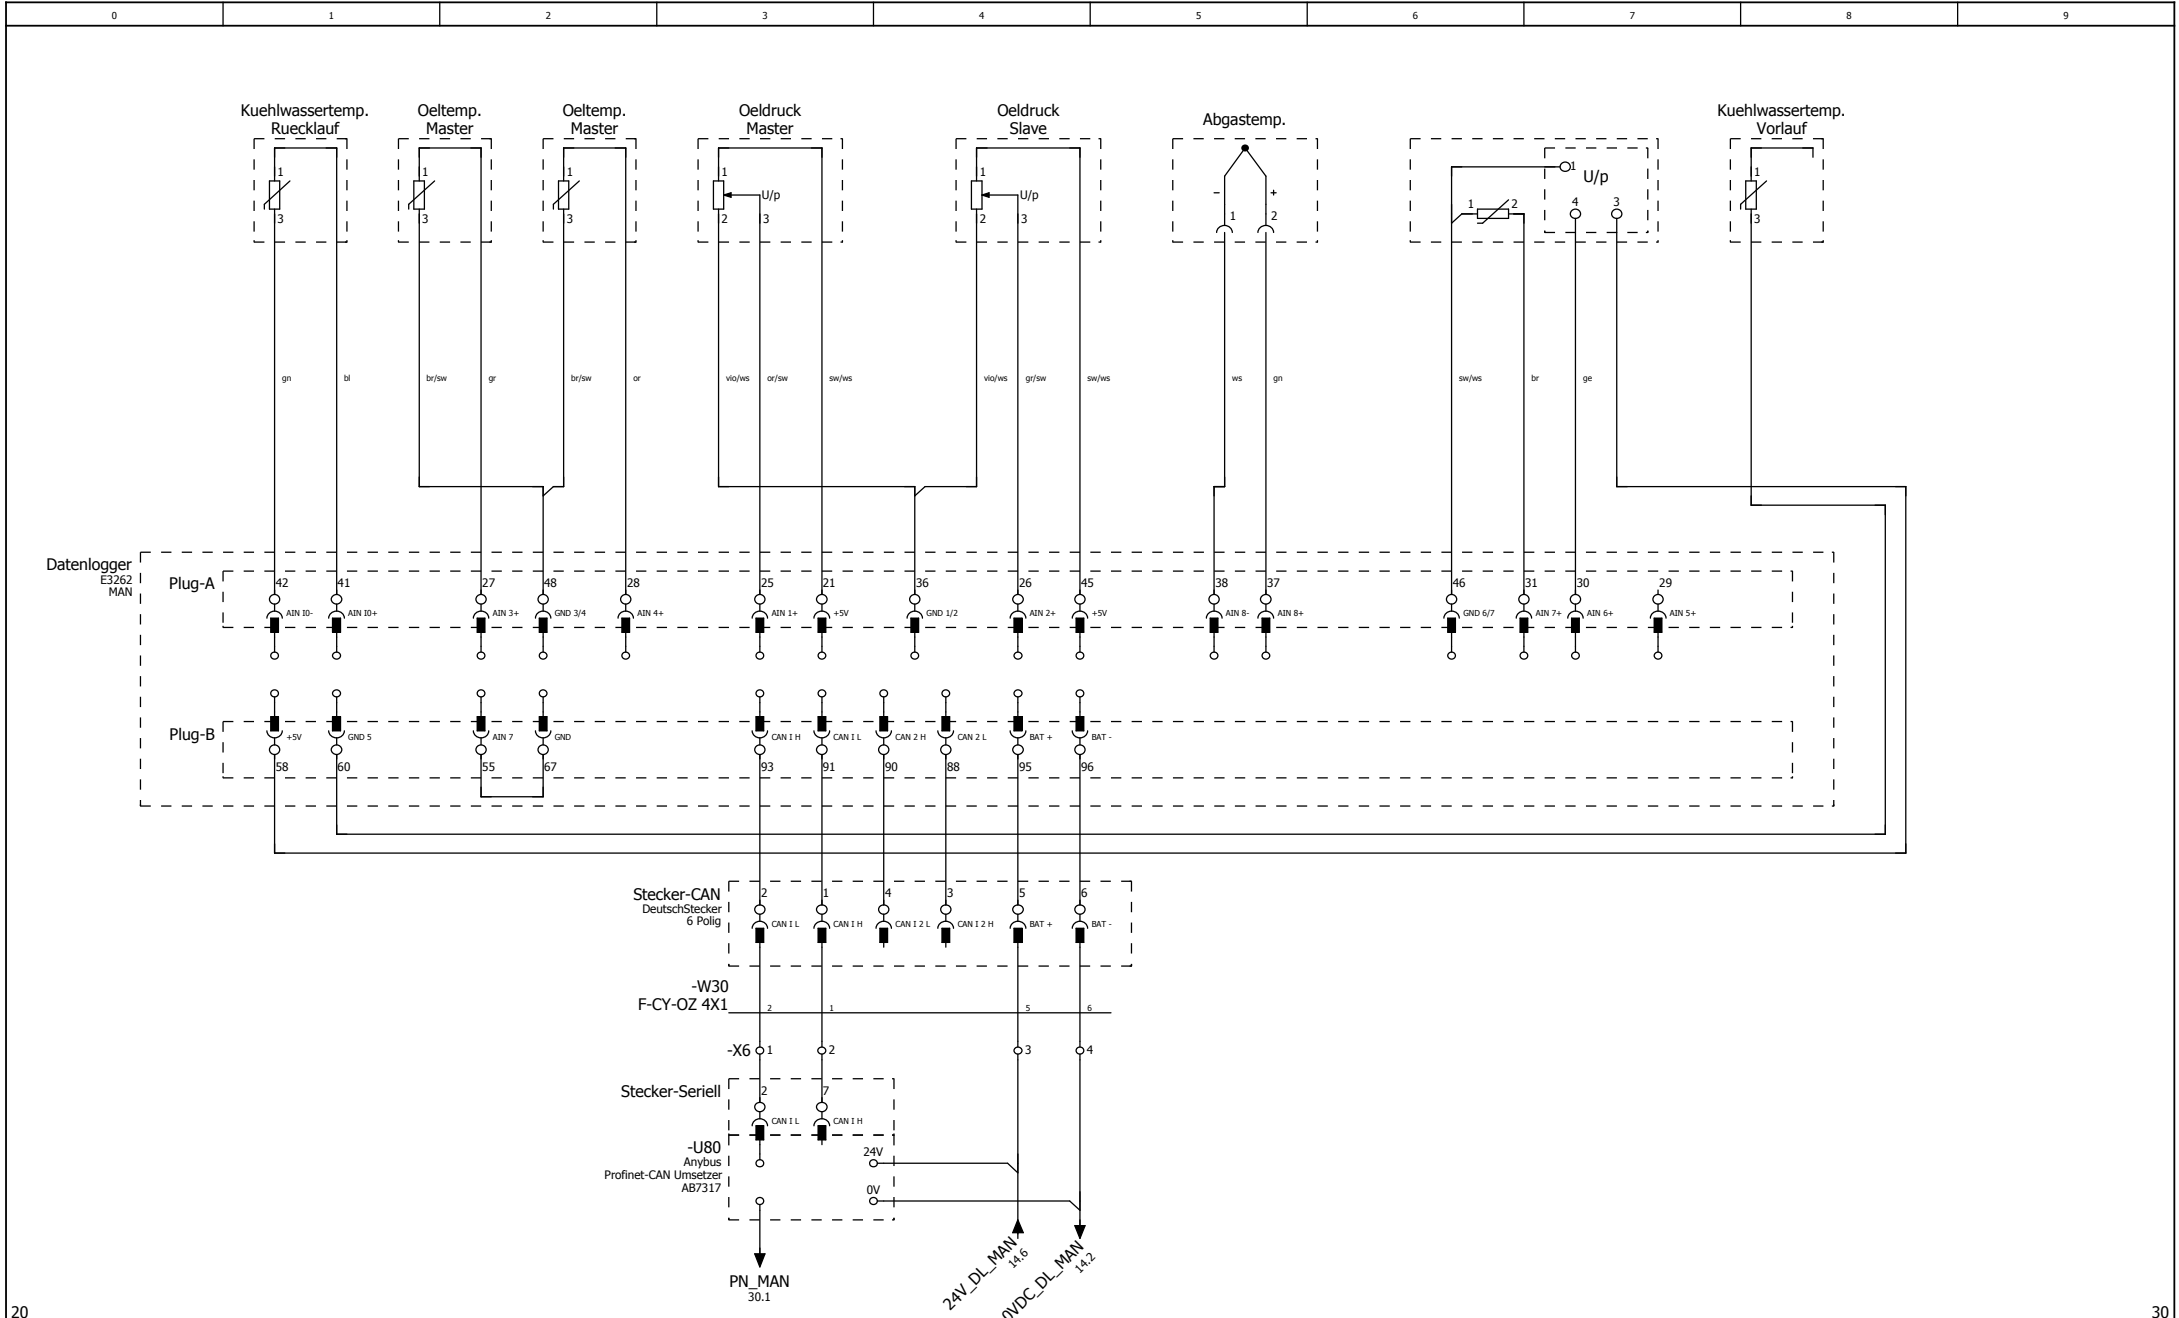 0 1 2 3 4 5 6 7 8 9
Kuehlwassertemp.
Ruecklauf
Oeltemp.
Master
Oeltemp.
Master
Oeldruck
Master
Oeldruck
Slave
Abgastemp.
Kuehlwassertemp.
Vorlauf
1 1 1 1 1 1 U/p 1
U/p U/p - + 1 2 4 3
3 3 3 2 3 2 3 1 2 3
gn bl br/sw gr br/sw or vio/ws or/sw sw/ws vio/ws gr/sw sw/ws ws gn sw/ws br ge
Datenlogger
E3262
MAN
Plug-A
42 41 27 48 28 25 21 36 26 45 38 37 46 31 30 29
AIN I0- AIN I0+ AIN 3+ GND 3/4 AIN 4+ AIN 1+ +5V GND 1/2 AIN 2+ +5V AIN 8- AIN 8+ GND 6/7 AIN 7+ AIN 6+ AIN 5+
Plug-B
+5V GND 5 AIN 7 GND CAN I H CAN I L CAN 2 H CAN 2 L BAT + BAT -
58 60 55 67 93 91 90 88 95 96
Stecker-CAN
DeutschStecker
6 Polig
2 1 4 3 5 6
CAN I L CAN I H CAN I 2 L CAN I 2 H BAT + BAT -
-W30
F-CY-OZ 4X1
2 1 5 6
-X6 1 2 3 4
Stecker-Seriell
2 7
CAN I L CAN I H
-U80
Anybus
Profinet-CAN Umsetzer
AB7317
24V
0V
PN_MAN
30.1
24V_DL_MAN
14.6
0VDC_DL_MAN
14.2
20
30